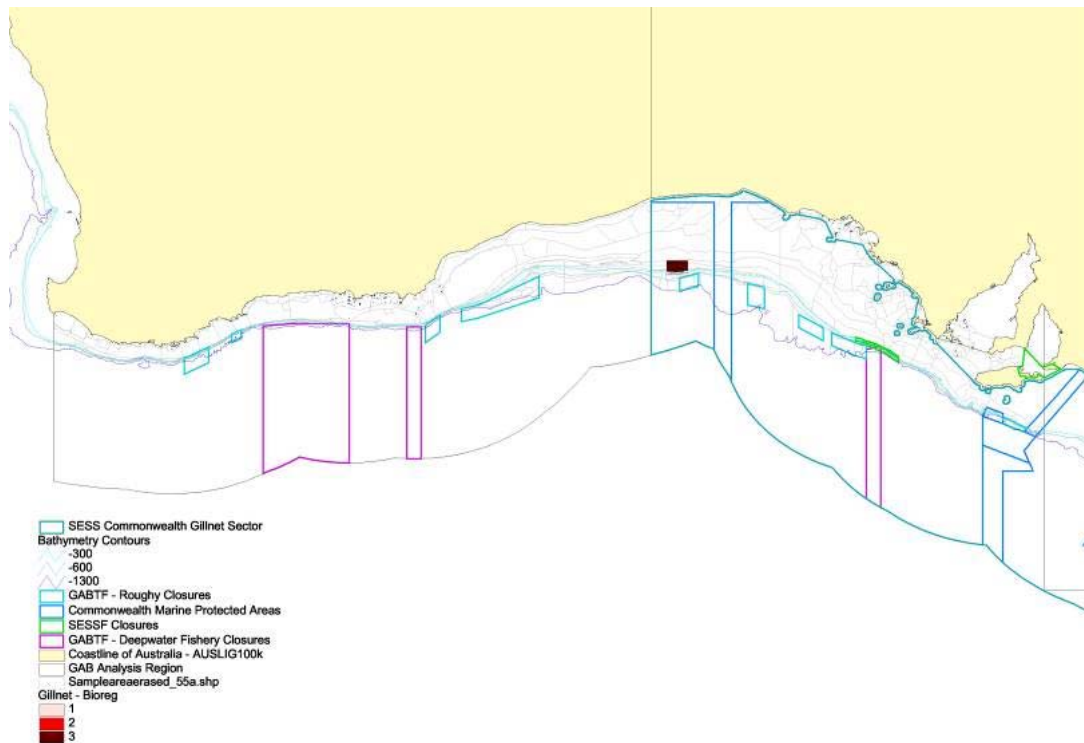 SESS Commonwealth Gillnet Sector
Bathymetry Contours
-300
-600
-1300
GABTF - Roughy Closures
Commonwealth Marine Protected Areas
SESSF Closures
GABTF - Deepwater Fishery Closures
Coastline of Australia - AUSLIG100k
GAB Analysis Region
Sampleareaerased_55a.shp
Gillnet - Bioreg
1
2
3